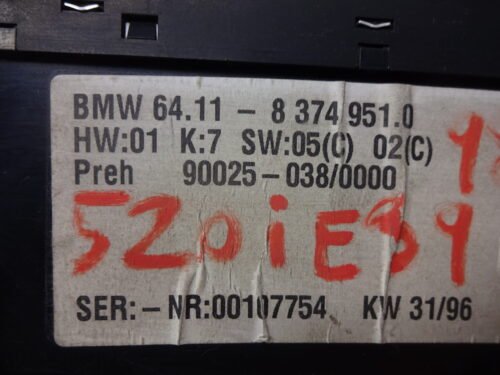 BMW 64.11 - 8 374 951.0
HW:01 K:7 SW:05(C) 02(C)
Preh 90025-038/0000
520iE39
SER:-NR:00107754 KW 31/96